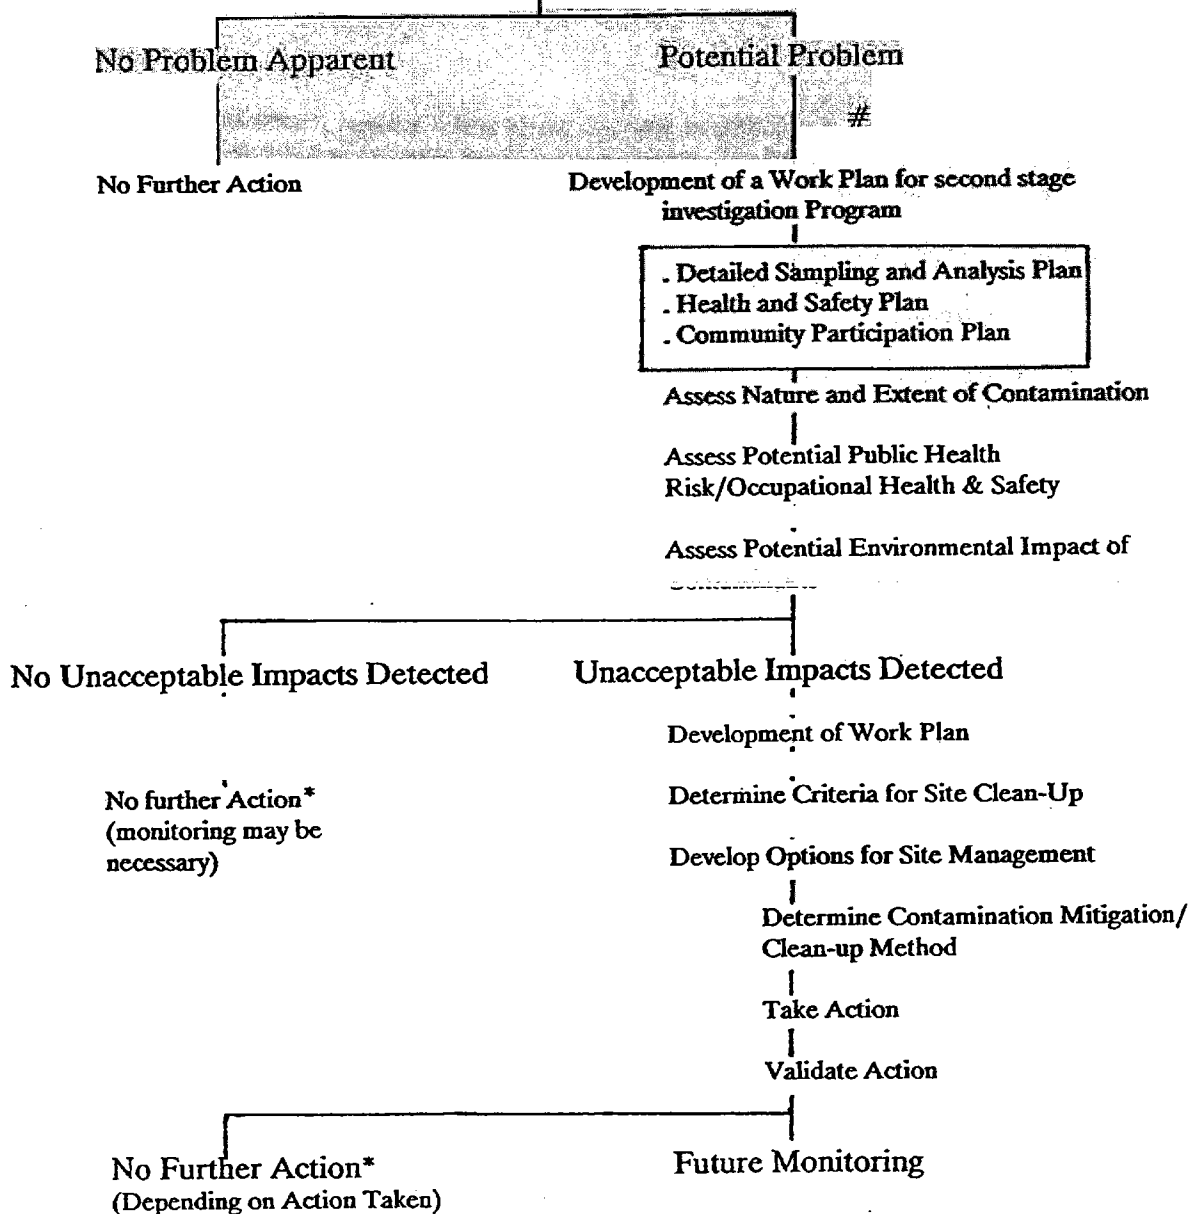 No Problem Apparent
Potential Problem
#
No Further Action
Development of a Work Plan for second stage
investigation Program
. Detailed Sampling and Analysis Plan
. Health and Safety Plan
. Community Participation Plan
Assess Nature and Extent of Contamination
Assess Potential Public Health
Risk/Occupational Health & Safety
Assess Potential Environmental Impact of
No Unacceptable Impacts Detected
Unacceptable Impacts Detected
Development of Work Plan
No further Action*
(monitoring may be
necessary)
Determine Criteria for Site Clean-Up
Develop Options for Site Management
Determine Contamination Mitigation/
Clean-up Method
Take Action
Validate Action
No Further Action*
(Depending on Action Taken)
Future Monitoring